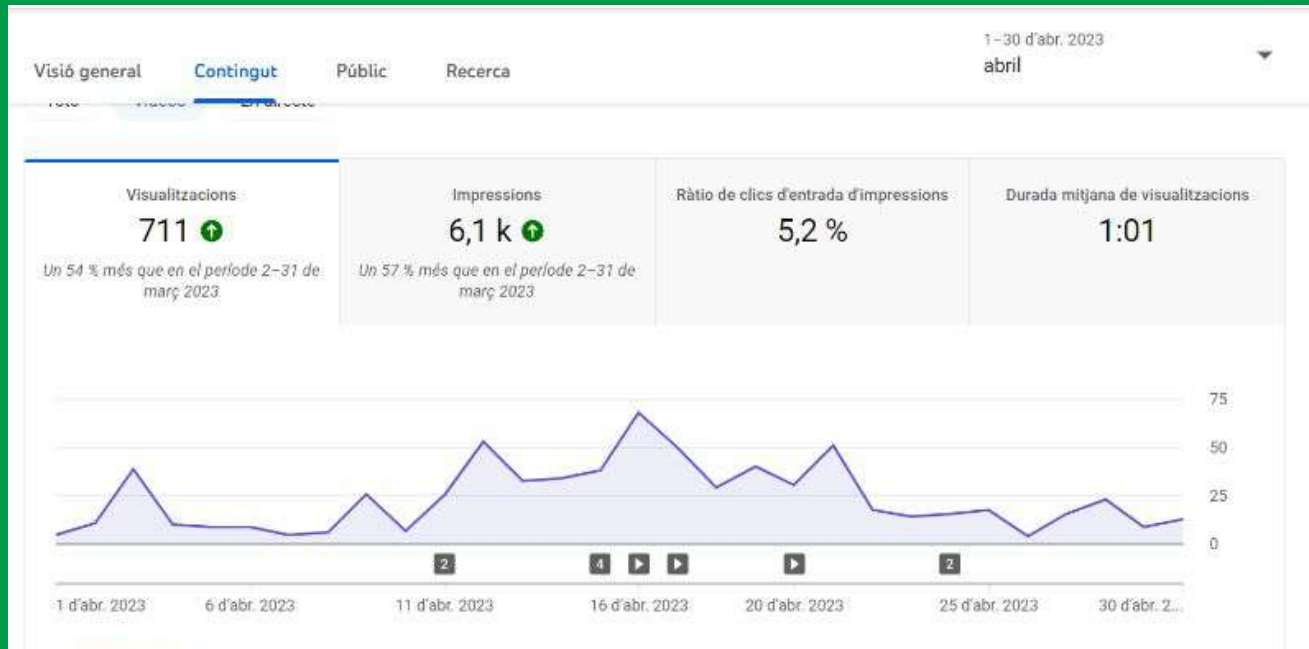 1–30 d'abr. 2023
abril
Visió general Contingut Públic Recerca
Visualitzacions
711
Un 54 % més que en el període 2–31 de
març 2023
Impressions
6,1 k
Un 57 % més que en el període 2–31 de
març 2023
Ràtio de clics d'entrada d'impressions
5,2 %
Durada mitjana de visualitzacions
1:01
75
50
25
0
2 4 2
1 d'abr. 2023 6 d'abr. 2023 11 d'abr. 2023 16 d'abr. 2023 20 d'abr. 2023 25 d'abr. 2023 30 d'abr. 2...